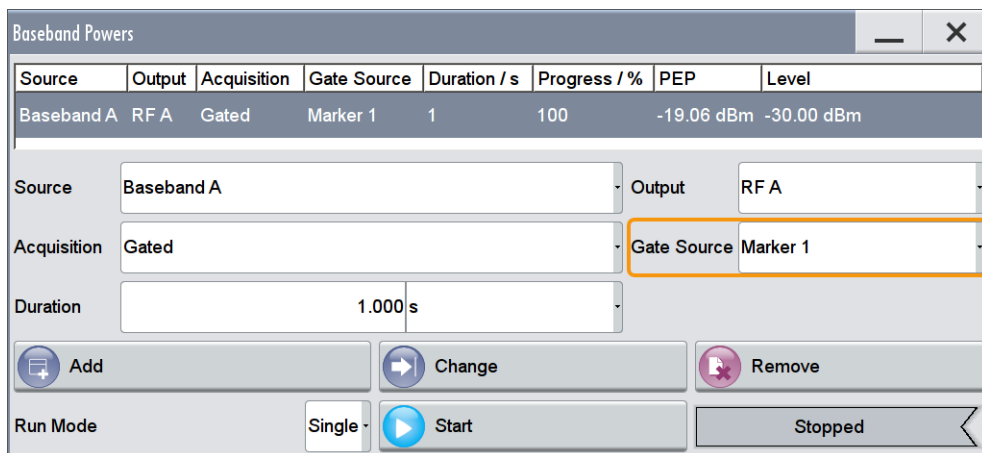 Baseband Powers
Source Output Acquisition Gate Source Duration / s Progress / % PEP Level
Baseband A RF A Gated Marker 1 1 100 -19.06 dBm -30.00 dBm
Source Baseband A Output RF A
Acquisition Gated Gate Source Marker 1
Duration 1.000 s
Add Change Remove
Run Mode Single Start Stopped